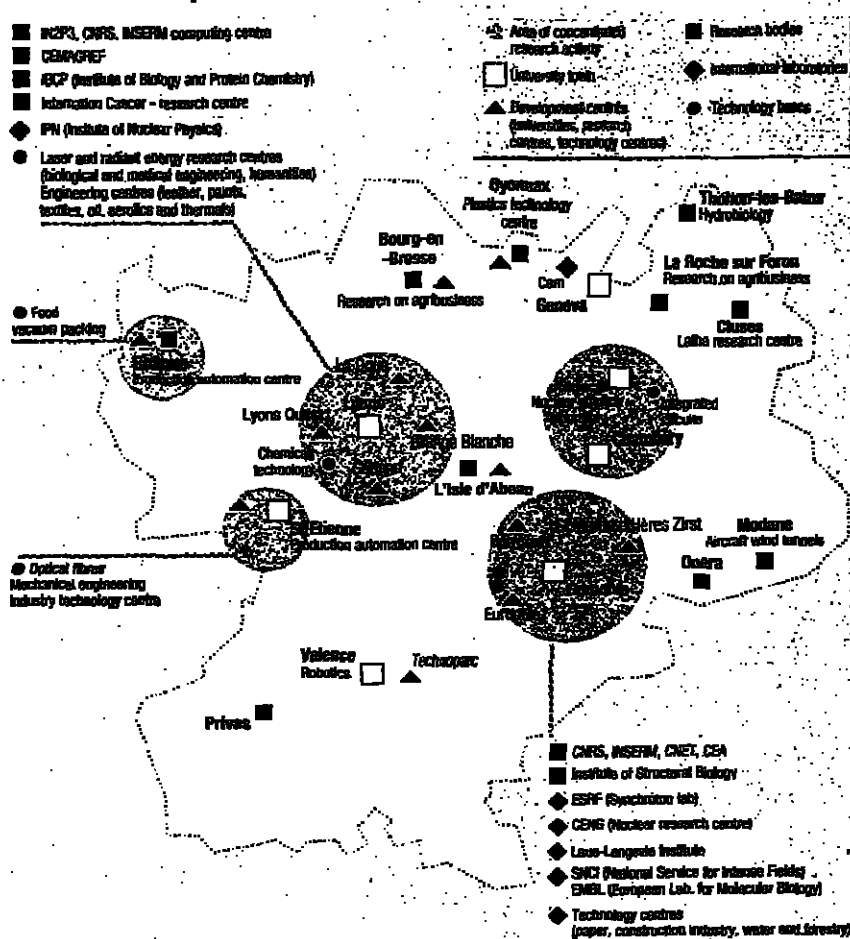 IN2P3, CNRS, INSERM computing centre
CEMAGREF
IBCP (Institute of Biology and Protein Chemistry)
Internation Cancer - research centre
IPN (Insitute of Nuclear Physics)
Laser and radiant energy research centres
(biological and medical engineering, humanities)
Engineering centres (leather, paints,
textiles, oil, aerolics and thermals)
Area of concentrated
research activity
University town
Development centres
(universities, research
centres, technology centres)
Research bodies
International laboratories
Technology bases
Oyonnax
Plastics technology
centre
Thonon-les-Bains
Hydrobiology
Bourg-en
-Bresse
Research on agribusiness
Cern
Geneva
La Roche sur Foron
Research on agribusiness
Cluses
Lathe research centre
Food
vacuum packing
automation centre
Lyons
Chemical
technology
Blanche
L'Isle d'Abeau
Integrated
Etienne
Production automation centre
Optical fibres
Mechanical engineering
Industry technology centre
Zirst
Modane
Aircraft wind tunnels
Onera
Valence
Robotics
Technoparc
Privas
CNRS, INSERM, CNET, CEA
Institute of Structural Biology
ESRF (Synchroton lab)
CENG (Nuclear research centre)
Laue-Langevin Institute
SNCI (National Service for Intense Fields)
EMBL (European Lab. for Molecular Biology)
Technology centres
(paper, construction industry, water and forestry)